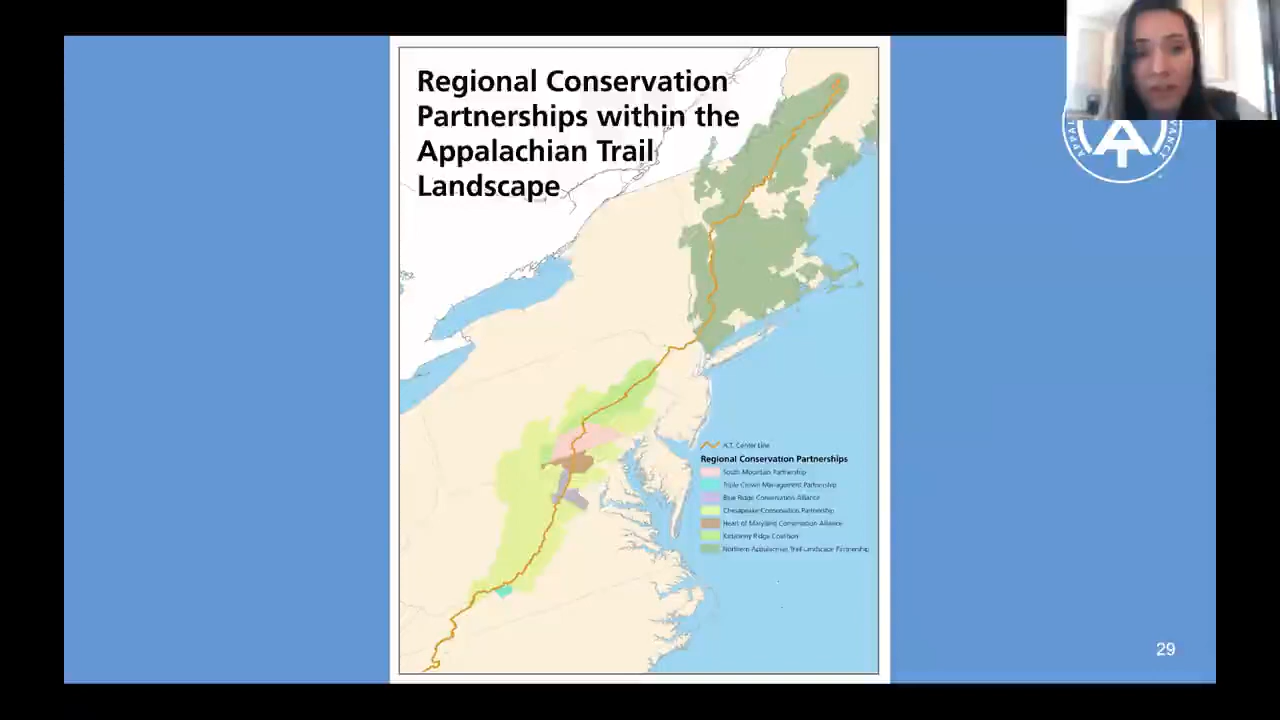 Regional Conservation
Partnerships within the
Appalachian Trail
Landscape
A.T. Center Line
Regional Conservation Partnerships
South Mountain Partnership
Triple Crown Management Partnership
Blue Ridge Conservation Alliance
Chesapeake Conservation Partnership
Heart of Maryland Conservation Alliance
Kittatinny Ridge Coalition
Northern Appalachian Trail Landscape Partnership
29